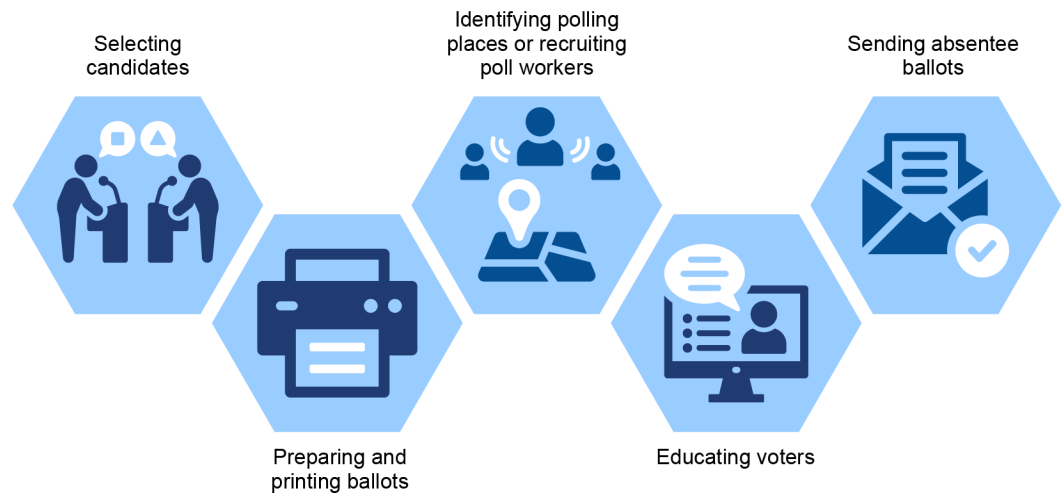 Selecting
candidates
Preparing and
printing ballots
Identifying polling
places or recruiting
poll workers
Educating voters
Sending absentee
ballots